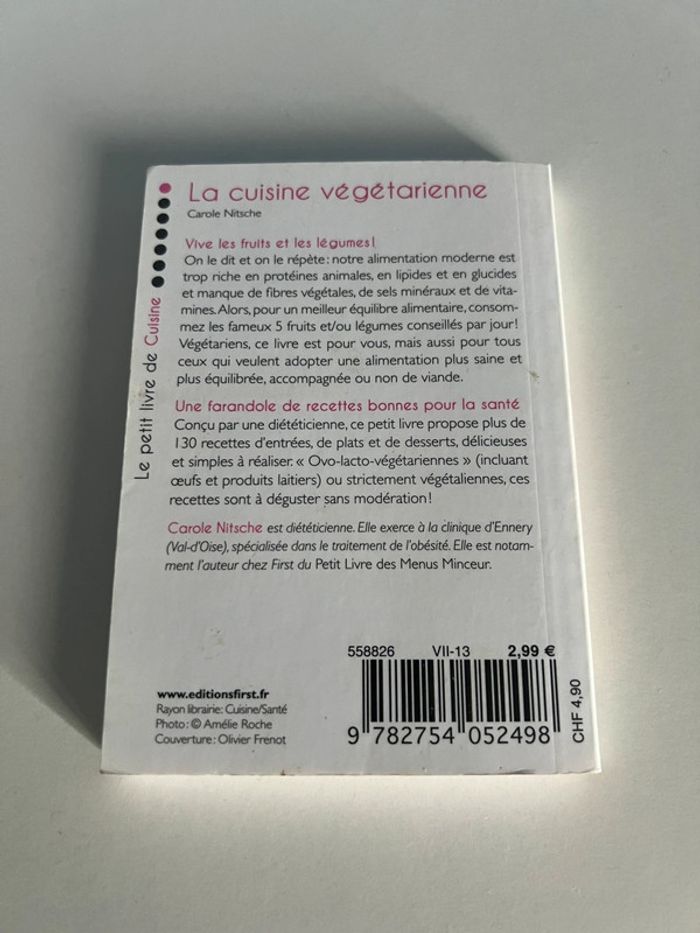 La cuisine végétarienne
Carole Nitsche
Vive les fruits et les légumes!
On le dit et on le répète : notre alimentation moderne est
trop riche en protéines animales, en lipides et en glucides
et manque de fibres végétales, de sels minéraux et de vita-
mines. Alors, pour un meilleur équilibre alimentaire, consom-
mez les fameux 5 fruits et/ou légumes conseillés par jour!
Végétariens, ce livre est pour vous, mais aussi pour tous
ceux qui veulent adopter une alimentation plus saine et
plus équilibrée, accompagnée ou non de viande.
Une farandole de recettes bonnes pour la santé
Conçu par une diététicienne, ce petit livre propose plus de
130 recettes d'entrées, de plats et de desserts, délicieuses
et simples à réaliser. « Ovo-lacto-végétariennes » (incluant
œufs et produits laitiers) ou strictement végétaliennes, ces
recettes sont à déguster sans modération!
Carole Nitsche est diététicienne. Elle exerce à la clinique d'Ennery
(Val-d'Oise), spécialisée dans le traitement de l'obésité. Elle est notam-
ment l'auteur chez First du Petit Livre des Menus Minceur.
Le petit livre de Cuisine
www.editionsfirst.fr
Rayon librairie: Cuisine/Santé
Photo: © Amélie Roche
Couverture: Olivier Frenot
558826 VII-13 2,99 €
9 782754 052498
CHF 4,90